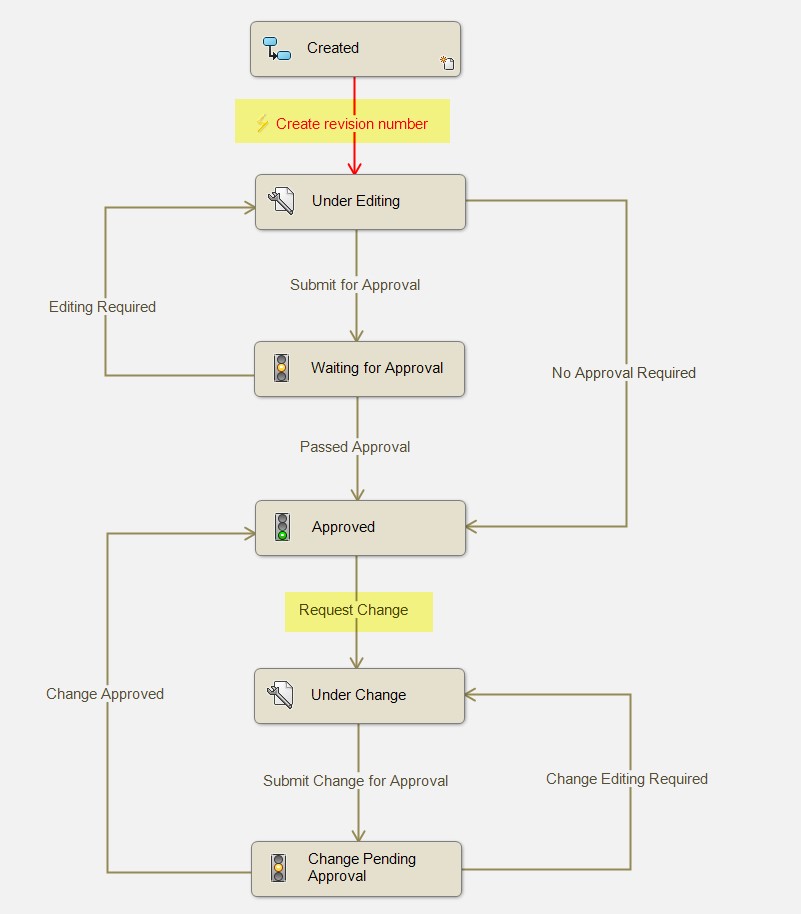 Created
Create revision number
Under Editing
Submit for Approval
Editing Required
Waiting for Approval
No Approval Required
Passed Approval
Approved
Request Change
Change Approved
Under Change
Submit Change for Approval
Change Editing Required
Change Pending
Approval